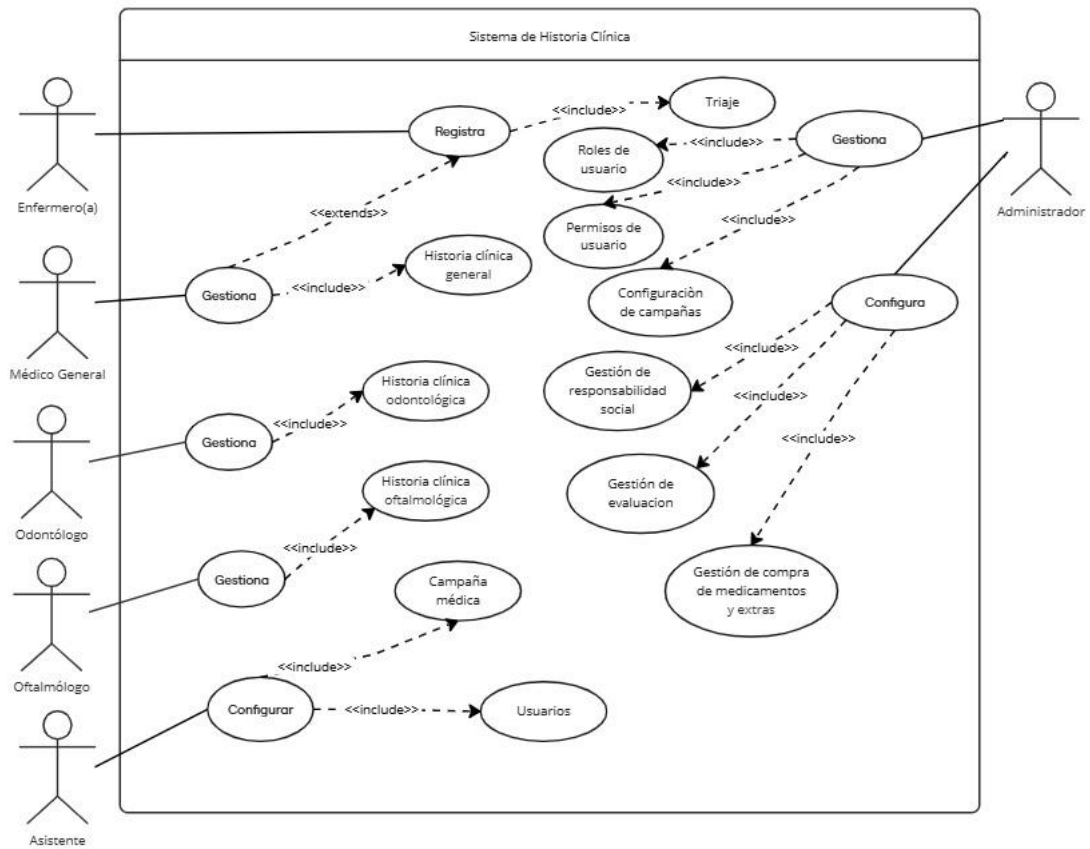 Sistema de Historia Clínica
Enfermero(a)
Registra
<<include>>
Triaje
Roles de
usuario
<<include>>
Gestiona
<<include>>
Administrador
<<extends>>
Permisos de
usuario
<<include>>
Médico General
Gestiona
<<include>>
Historia clínica
general
Configuraciòn
de campañas
Configura
Odontólogo
Gestiona
<<include>>
Historia clínica
odontológica
Gestión de
responsabilidad
social
<<include>>
<<include>>
<<include>>
Oftalmólogo
Gestiona
<<include>>
Historia clínica
oftalmológica
Gestión de
evaluacion
Gestión de compra
de medicamentos
y extras
Campaña
médica
<<include>>
Asistente
Configurar
<<include>>
Usuarios